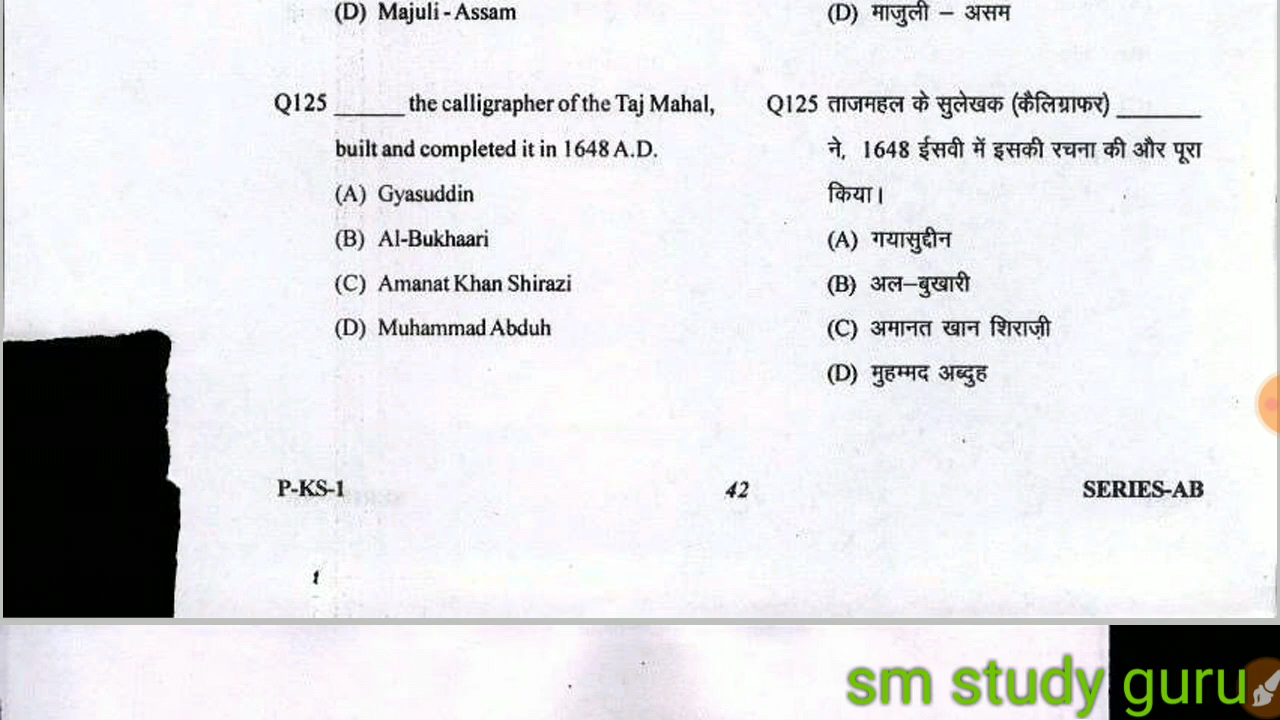 (D) Majuli - Assam
Q125 ______ the calligrapher of the Taj Mahal,
built and completed it in 1648 A.D.
(A) Gyasuddin
(B) Al-Bukhaari
(C) Amanat Khan Shirazi
(D) Muhammad Abduh
(D) माजुली – असम
Q125 ताजमहल के सुलेखक (कैलिग्राफर) _______
ने, 1648 ईसवी में इसकी रचना की और पूरा
किया।
(A) गयासुद्दीन
(B) अल–बुखारी
(C) अमानत खान शिराज़ी
(D) मुहम्मद अब्दुह
P-KS-1
42
SERIES-AB
sm study guru